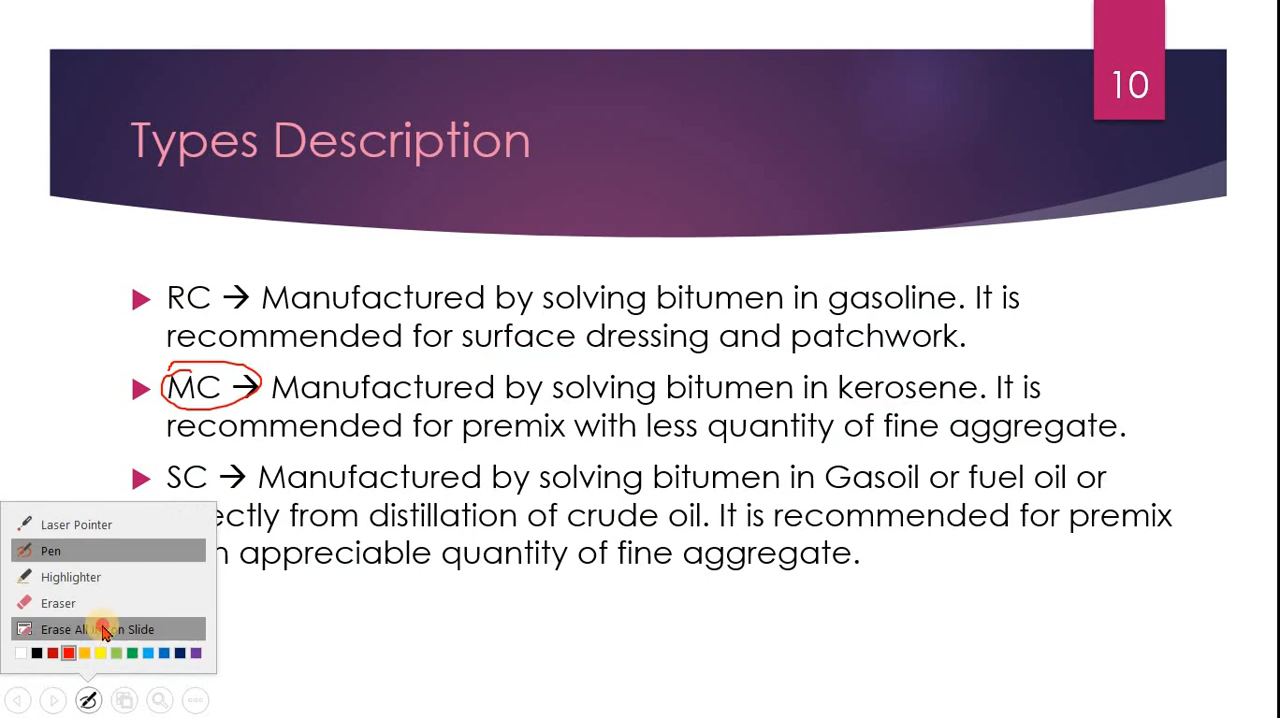 10
Types Description
RC → Manufactured by solving bitumen in gasoline. It is
recommended for surface dressing and patchwork.
MC → Manufactured by solving bitumen in kerosene. It is
recommended for premix with less quantity of fine aggregate.
SC → Manufactured by solving bitumen in Gasoil or fuel oil or
from distillation of crude oil. It is recommended for premix
appreciable quantity of fine aggregate.
Laser Pointer
Pen
Highlighter
Eraser
Erase All on Slide